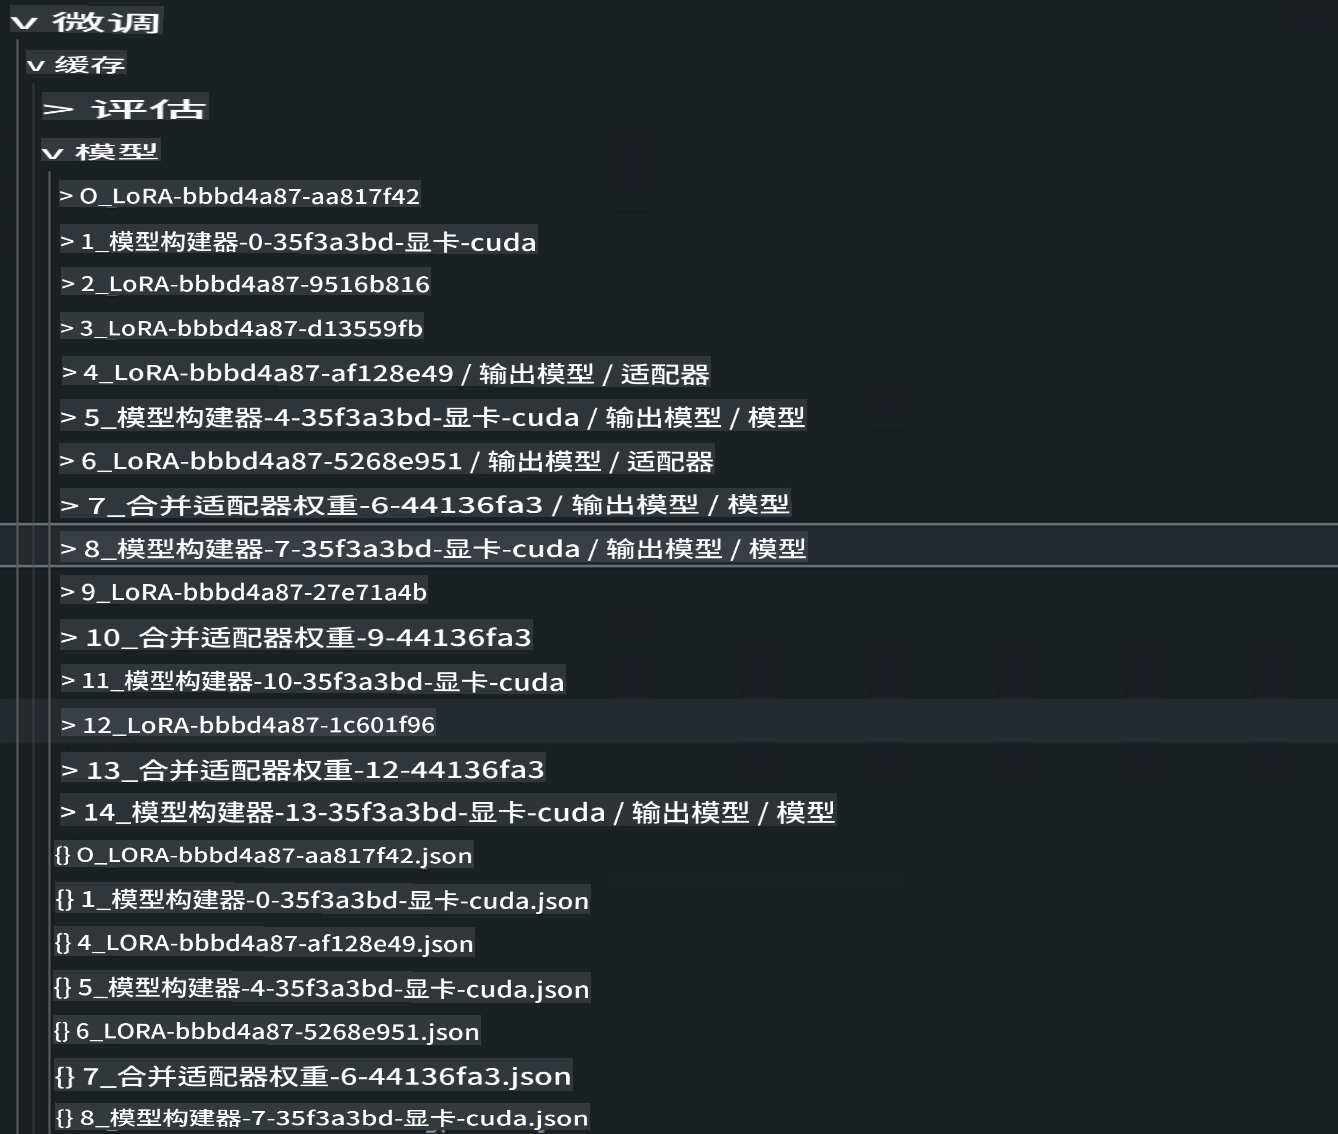 ∨ 微调
∨ 缓存
> 评估
∨ 模型
> O_LoRA-bbbd4a87-aa817f42
> 1_模型构建器-0-35f3a3bd-显卡-cuda
> 2_LoRA-bbbd4a87-9516b816
> 3_LoRA-bbbd4a87-d13559fb
> 4_LoRA-bbbd4a87-af128e49 / 输出模型 / 适配器
> 5_模型构建器-4-35f3a3bd-显卡-cuda / 输出模型 / 模型
> 6_LoRA-bbbd4a87-5268e951 / 输出模型 / 适配器
> 7_合并适配器权重-6-44136fa3 / 输出模型 / 模型
> 8_模型构建器-7-35f3a3bd-显卡-cuda / 输出模型 / 模型
> 9_LoRA-bbbd4a87-27e71a4b
> 10_合并适配器权重-9-44136fa3
> 11_模型构建器-10-35f3a3bd-显卡-cuda
> 12_LoRA-bbbd4a87-1c601f96
> 13_合并适配器权重-12-44136fa3
> 14_模型构建器-13-35f3a3bd-显卡-cuda / 输出模型 / 模型
{} O_LORA-bbbd4a87-aa817f42.json
{} 1_模型构建器-0-35f3a3bd-显卡-cuda.json
{} 4_LORA-bbbd4a87-af128e49.json
{} 5_模型构建器-4-35f3a3bd-显卡-cuda.json
{} 6_LORA-bbbd4a87-5268e951.json
{} 7_合并适配器权重-6-44136fa3.json
{} 8_模型构建器-7-35f3a3bd-显卡-cuda.json